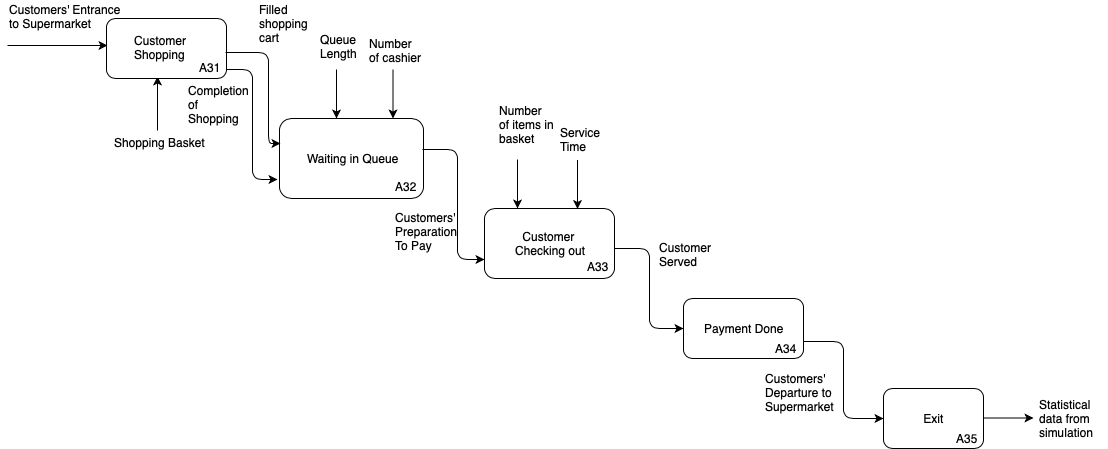 Customers' Entrance
to Supermarket
Customer
Shopping
A31
Filled
shopping
cart
Completion
of
Shopping
Shopping Basket
Queue
Length
Number
of cashier
Waiting in Queue
A32
Customers'
Preparation
To Pay
Number
of items in
basket
Service
Time
Customer
Checking out
A33
Customer
Served
Payment Done
A34
Customers'
Departure to
Supermarket
Exit
A35
Statistical
data from
simulation